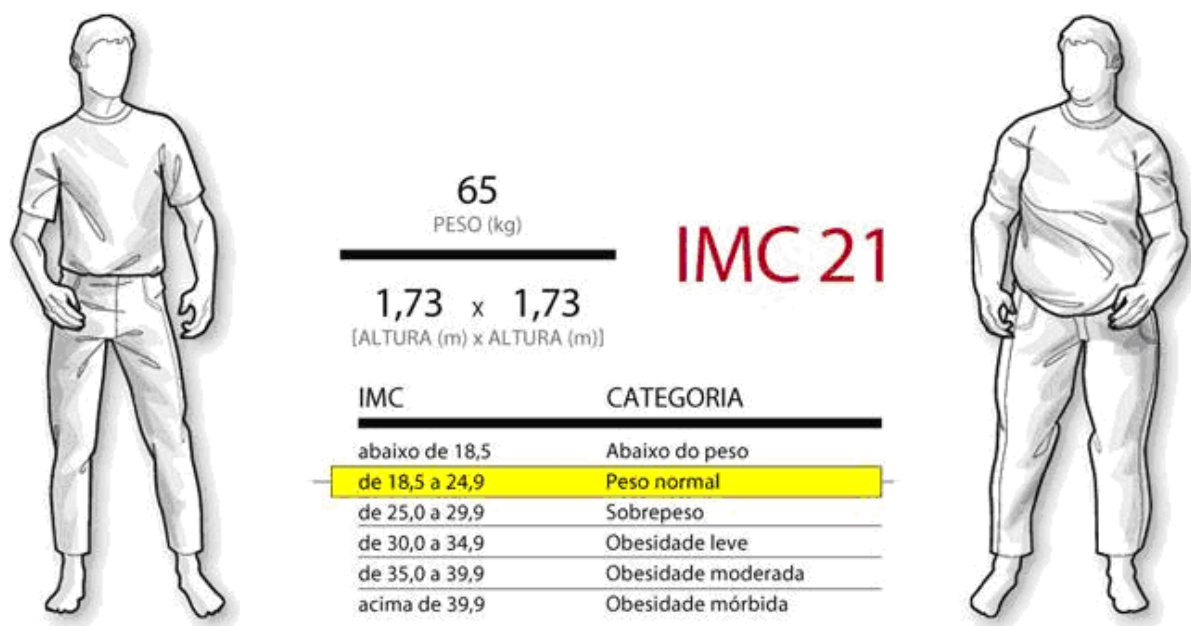 65
PESO (kg)
1,73 x 1,73
[ALTURA (m) x ALTURA (m)]
IMC 21
IMC CATEGORIA
abaixo de 18,5 Abaixo do peso
de 18,5 a 24,9 Peso normal
de 25,0 a 29,9 Sobrepeso
de 30,0 a 34,9 Obesidade leve
de 35,0 a 39,9 Obesidade moderada
acima de 39,9 Obesidade mórbida